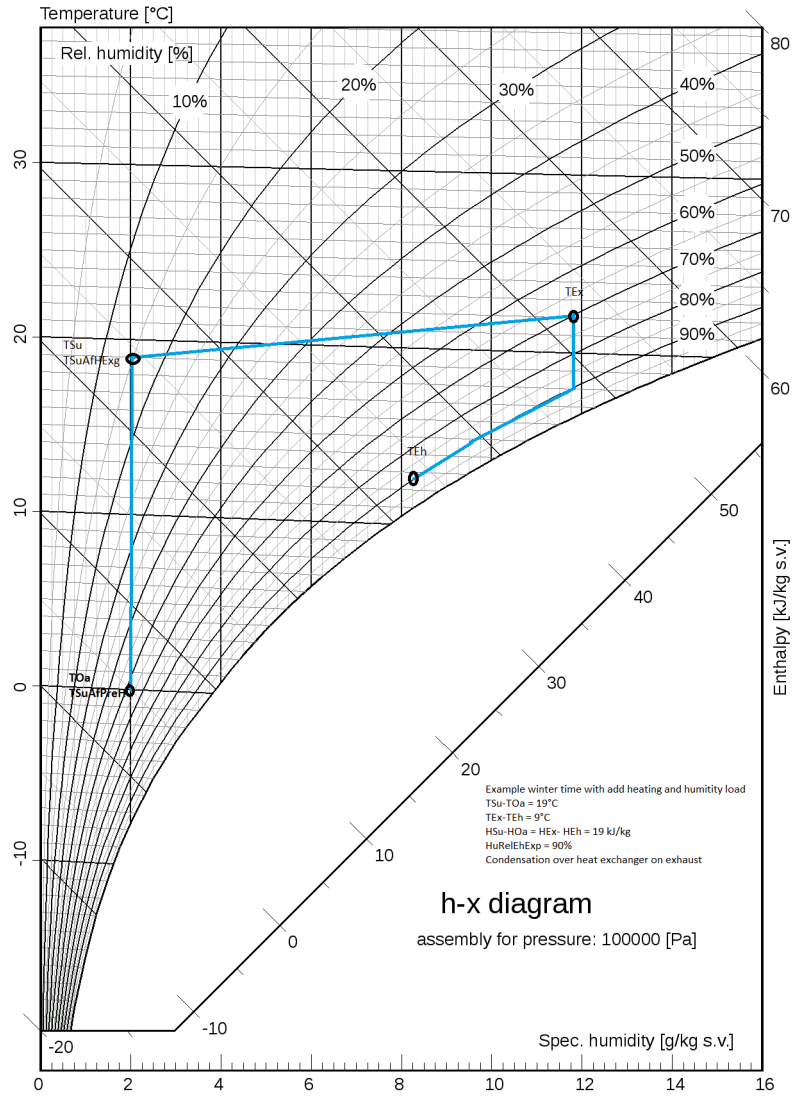 Temperature [°C]
Rel. humidity [%]
80
10%
20%
30%
40%
50%
60%
70%
80%
90%
30
70
TEx
20
TSu
TSuAfHExg
60
TEh
10
50
40
Enthalpy [kJ/kg s.v.]
0
TOa
30
20
Example winter time with add heating and humitity load
TSu-TOa = 19°C
TEx-TEh = 9°C
HSu-HOa = HEx- HEh = 19 kJ/kg
HuRelEhExp = 90%
Condensation over heat exchanger on exhaust
-10
10
h-x diagram
0
assembly for pressure: 100000 [Pa]
-10
-20
Spec. humidity [g/kg s.v.]
0 2 4 6 8 10 12 14 16